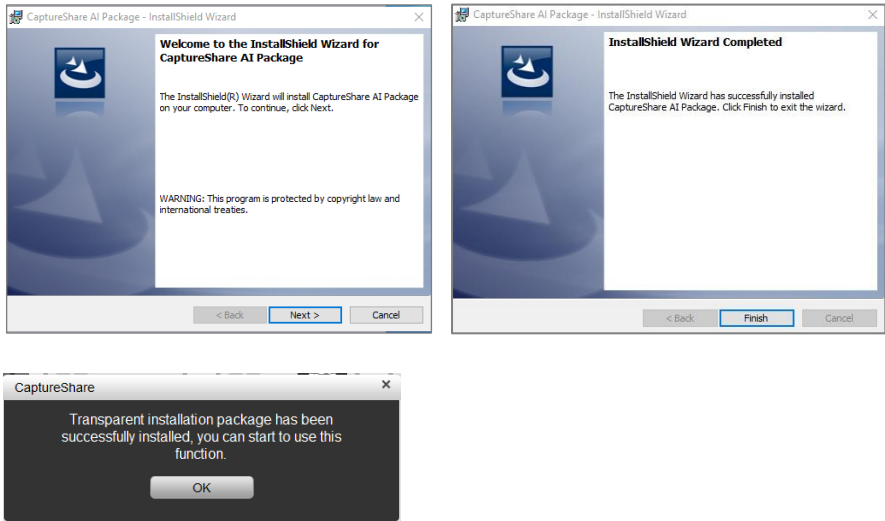 CaptureShare AI Package - InstallShield Wizard
Welcome to the InstallShield Wizard for
CaptureShare AI Package
The InstallShield(R) Wizard will install CaptureShare AI Package
on your computer. To continue, click Next.
WARNING: This program is protected by copyright law and
international treaties.
< Back
Next >
Cancel
CaptureShare AI Package - InstallShield Wizard
InstallShield Wizard Completed
The InstallShield Wizard has successfully installed
CaptureShare AI Package. Click Finish to exit the wizard.
< Back
Finish
Cancel
CaptureShare
Transparent installation package has been
successfully installed, you can start to use this
function.
OK